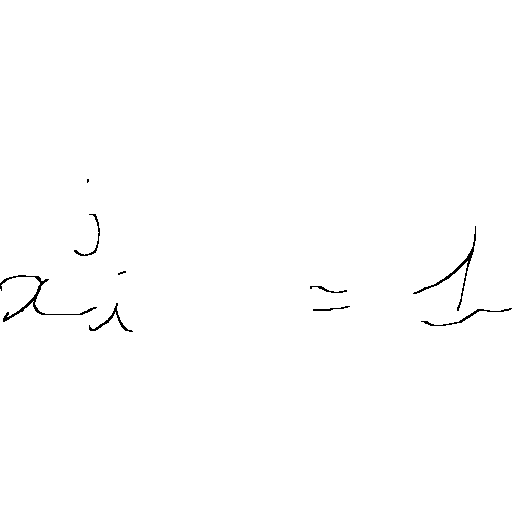 x_i^j = 1